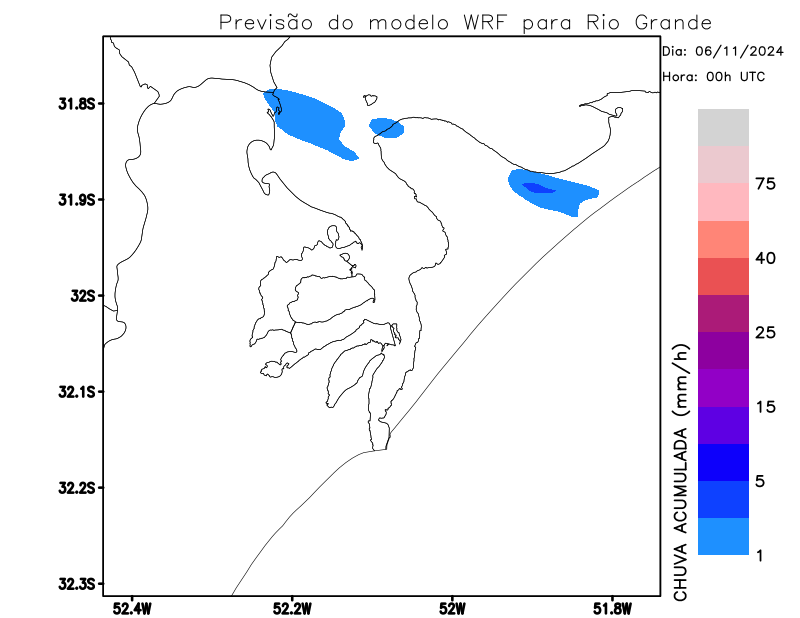 Previsão do modelo WRF para Rio Grande
Dia: 06/11/2024
Hora: 00h UTC
31.8S
31.9S
32S
32.1S
32.2S
32.3S
52.4W
52.2W
52W
51.8W
CHUVA ACUMULADA (mm/h)
75
40
25
15
5
1